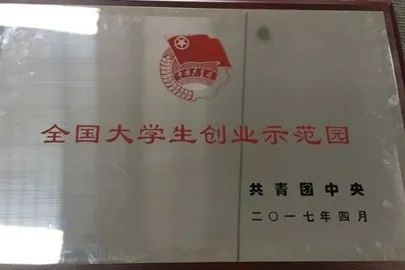 全国大学生创业示范园
共青团中央
二〇一七年四月